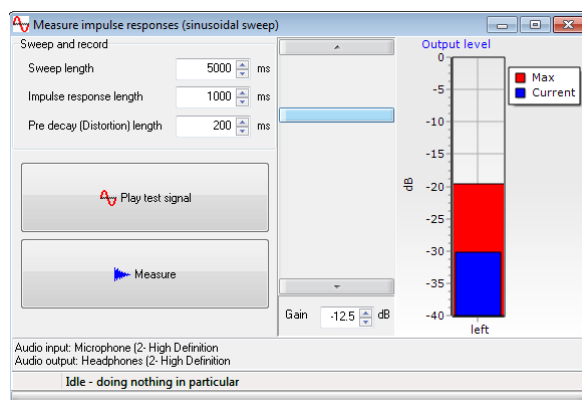 Measure impulse responses (sinusoidal sweep)
Sweep and record
Sweep length 5000 ms
Impulse response length 1000 ms
Pre decay (Distortion) length 200 ms
Play test signal
Measure
Gain -12.5 dB
Output level
0
-5
-10
-15
-20
-25
-30
-35
-40
dB
left
Max
Current
Audio input: Microphone (2- High Definition
Audio output: Headphones (2- High Definition
Idle - doing nothing in particular